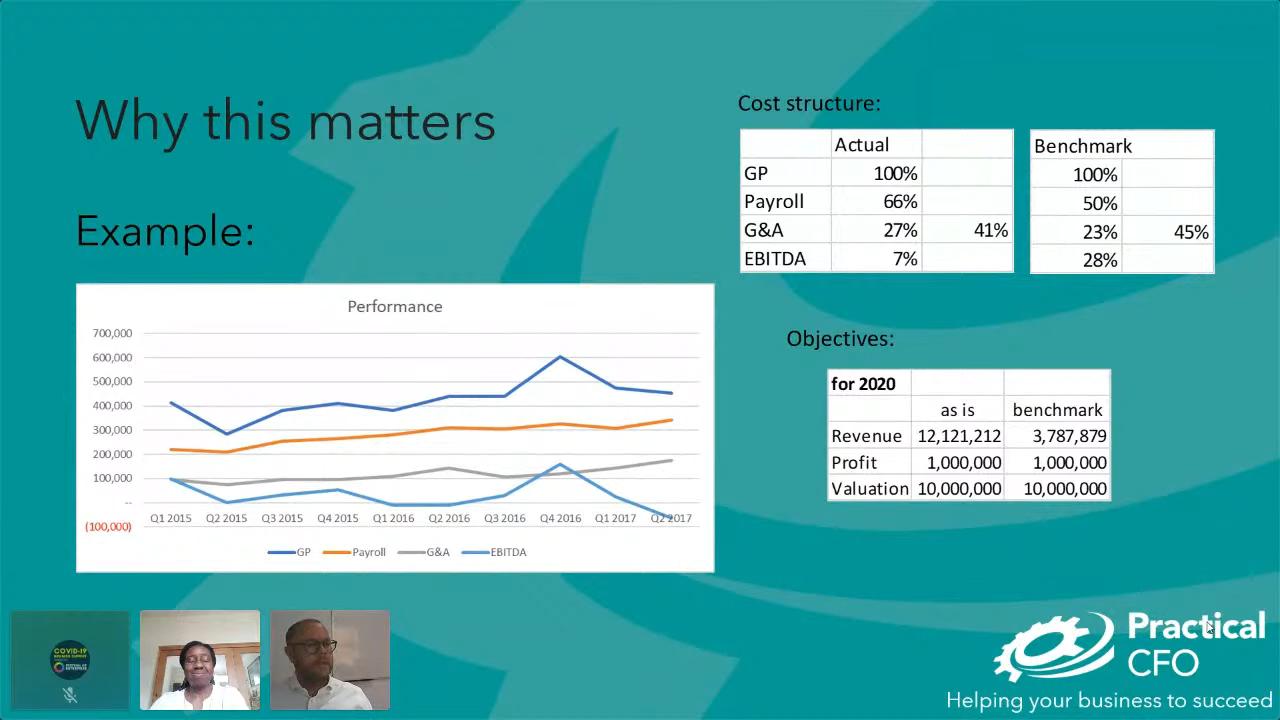 Why this matters
Example:
Performance
700,000
600,000
500,000
400,000
300,000
200,000
100,000
--
(100,000)
Q1 2015 Q2 2015 Q3 2015 Q4 2015 Q1 2016 Q2 2016 Q3 2016 Q4 2016 Q1 2017 Q2 2017
GP Payroll G&A EBITDA
Cost structure:
Actual
GP 100%
Payroll 66%
G&A 27% 41%
EBITDA 7%
Benchmark
100%
50%
23% 45%
28%
Objectives:
for 2020
as is benchmark
Revenue 12,121,212 3,787,879
Profit 1,000,000 1,000,000
Valuation 10,000,000 10,000,000
COVID-19
Practical
CFO
Helping your business to succeed